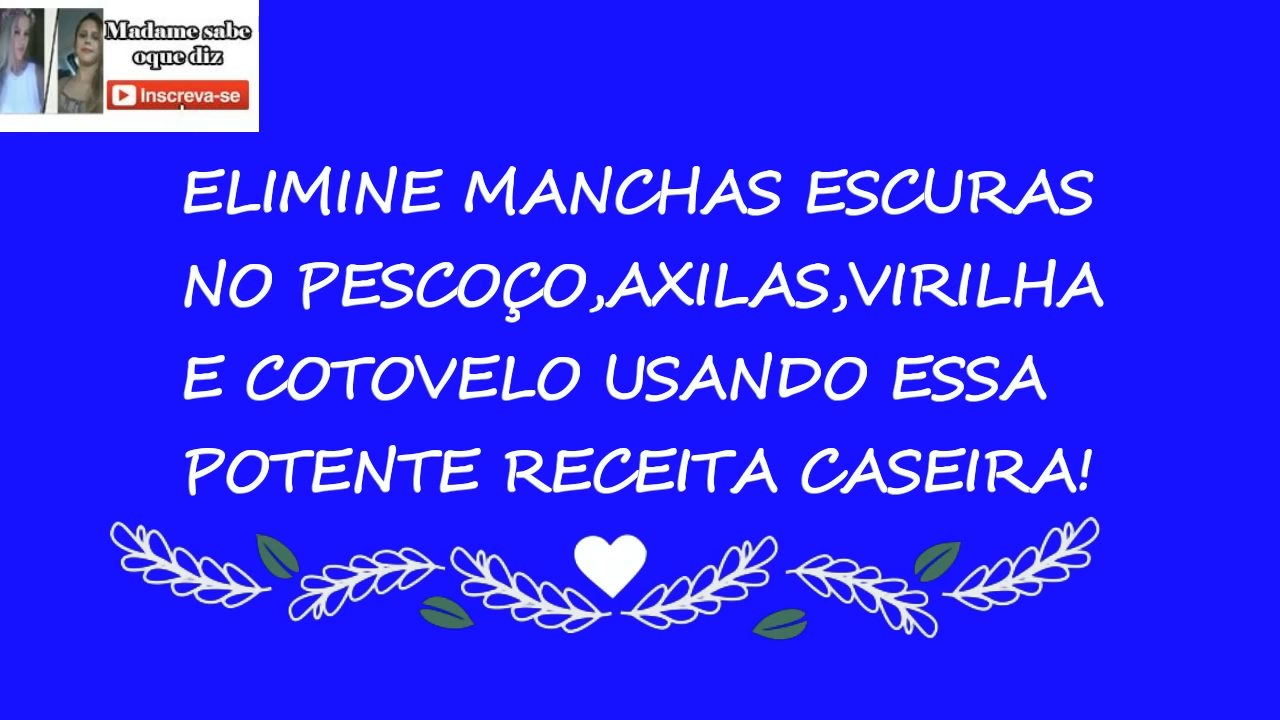 Madame sabe
oque diz
Inscreva-se
ELIMINE MANCHAS ESCURAS
NO PESCOÇO,AXILAS,VIRILHA
E COTOVELO USANDO ESSA
POTENTE RECEITA CASEIRA!